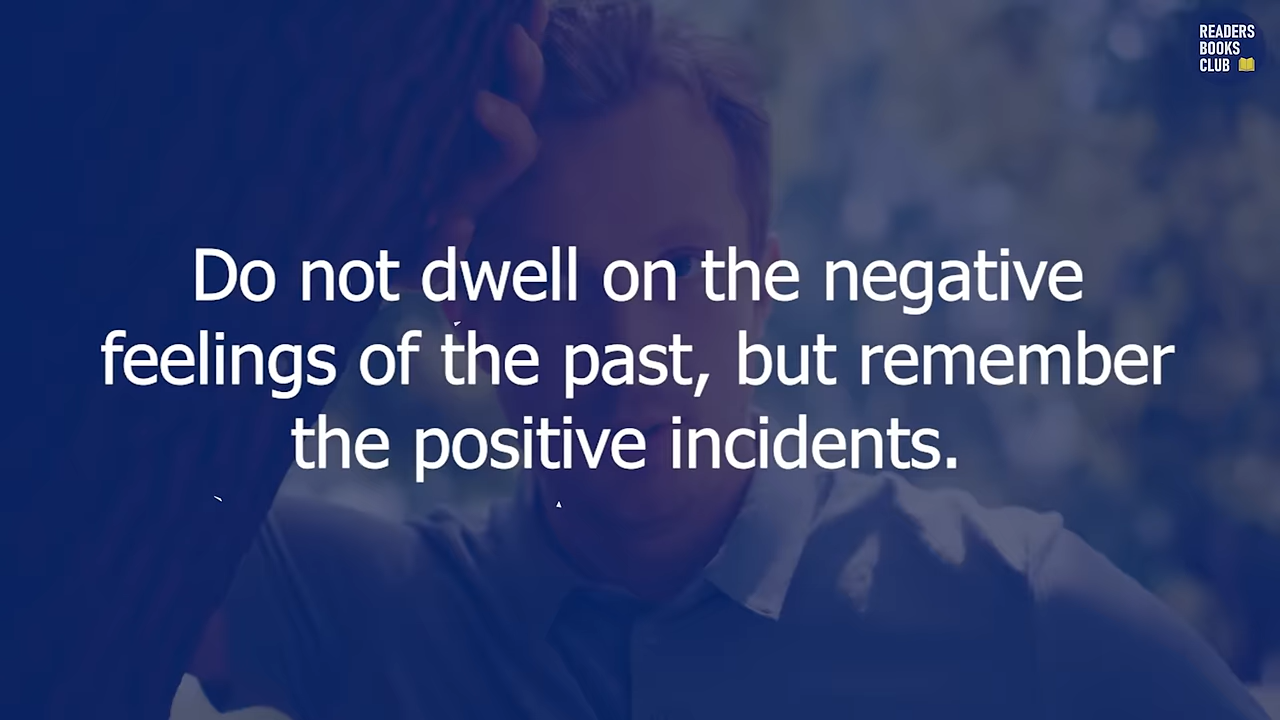 READERS
BOOKS
CLUB
Do not dwell on the negative
feelings of the past, but remember
the positive incidents.